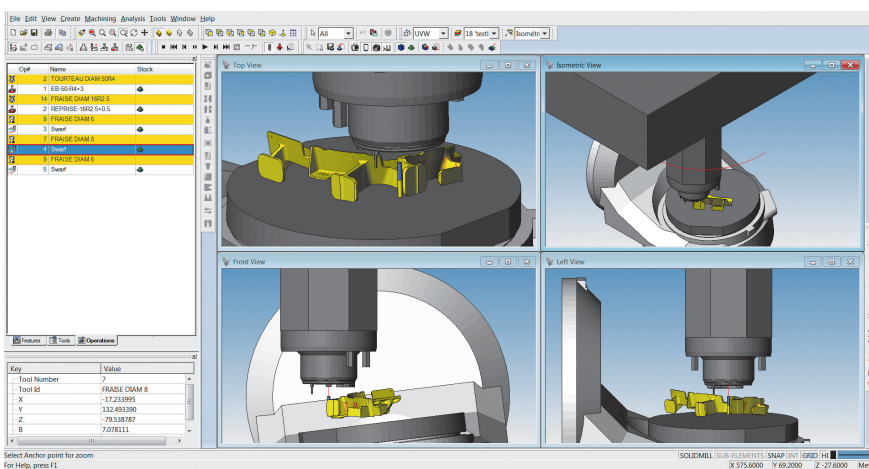 File Edit View Create Machining Analysis Tools Window Help
All UVW 18 'testi Isométri
Op# Name Stock
2 TOURTEAU DIAM 50R4
1 EB-50-R4+3
14 FRAISE DIAM 16R2.5
2 REPRISE-16R2.5+0.5
9 FRAISE DIAM 6
3 Swarf
7 FRAISE DIAM 8
4 Swarf
9 FRAISE DIAM 6
5 Swarf
Features Tools Operations
Key Value
Tool Number 7
Tool Id FRAISE DIAM 8
X -17.233995
Y 132.493390
Z -79.538787
B 7.078111
Top View
Isometric View
Front View
Left View
Select Anchor point for zoom
SOLIDMILL SUB-ELEMENTS SNAP INT GRID HI
For Help, press F1
X 575.6000 Y 69.2000 Z -27.6000 Me